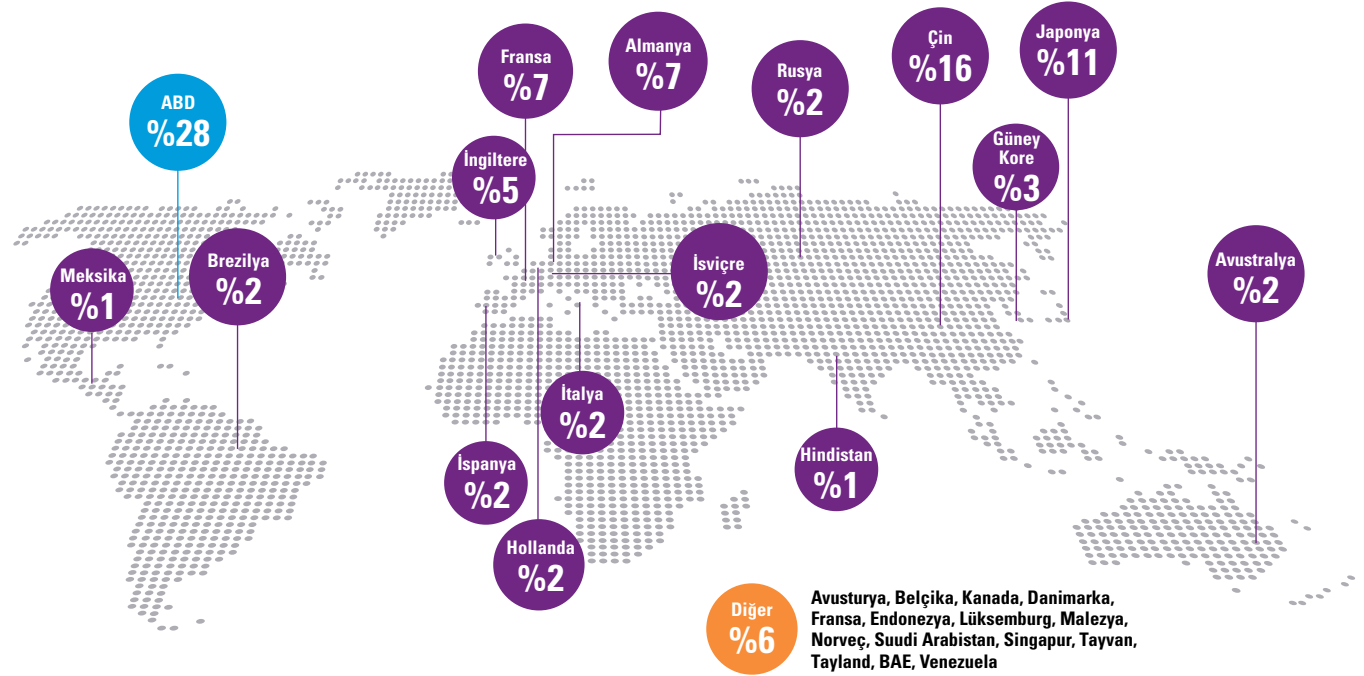 ABD
%28
Meksika
%1
Brezilya
%2
Fransa
%7
Almanya
%7
İngiltere
%5
Rusya
%2
Çin
%16
Japonya
%11
Güney
Kore
%3
İsviçre
%2
Avustralya
%2
İtalya
%2
İspanya
%2
Hollanda
%2
Hindistan
%1
Diğer
%6
Avusturya, Belçika, Kanada, Danimarka,
Fransa, Endonezya, Lüksemburg, Malezya,
Norveç, Suudi Arabistan, Singapur, Tayvan,
Tayland, BAE, Venezuela